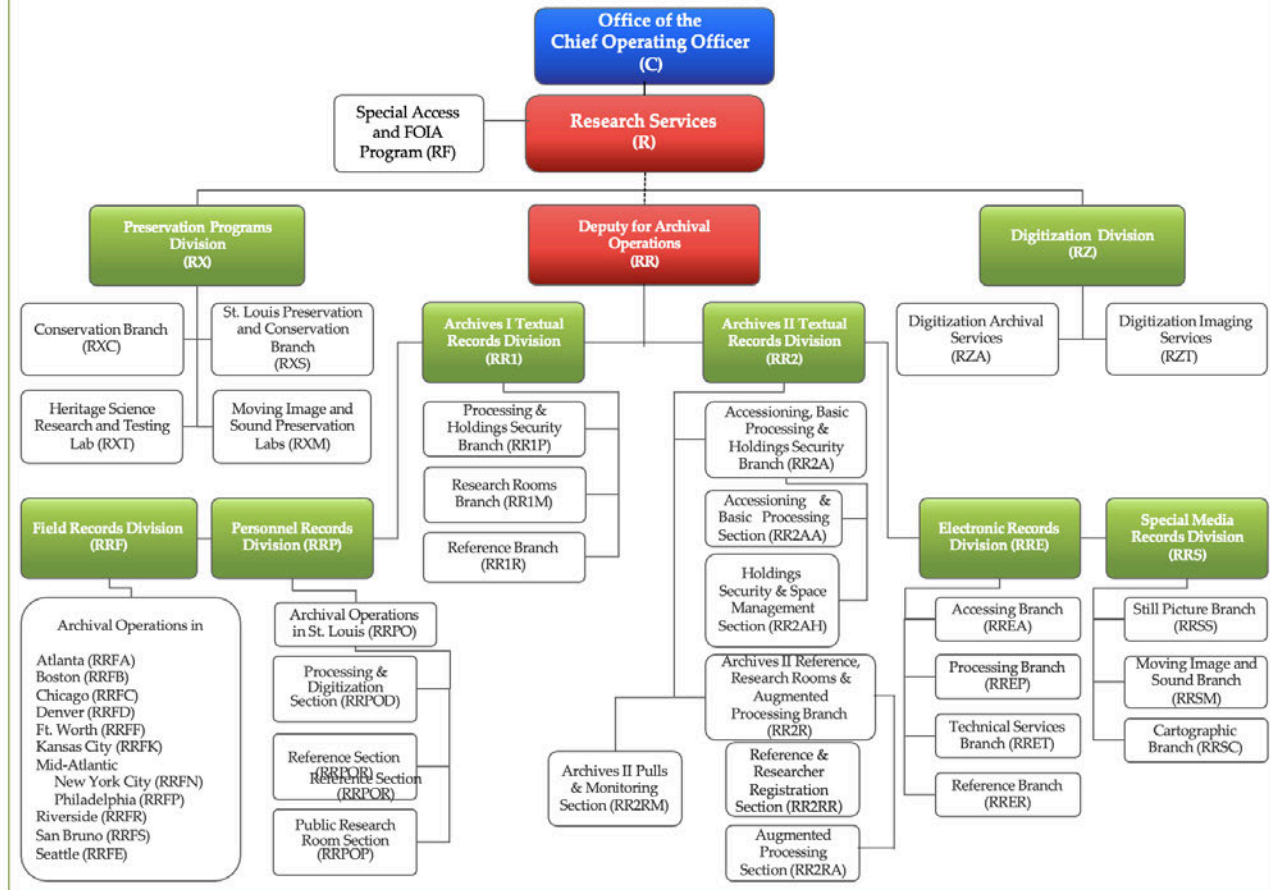 Office of the
Chief Operating Officer
(C)
Special Access
and FOIA
Program (RF)
Research Services
(R)
Preservation Programs
Division
(RX)
Deputy for Archival
Operations
(RR)
Digitization Division
(RZ)
Conservation Branch
(RXC)
St. Louis Preservation
and Conservation
Branch
(RXS)
Heritage Science
Research and Testing
Lab (RXT)
Moving Image and
Sound Preservation
Labs (RXM)
Archives I Textual
Records Division
(RR1)
Archives II Textual
Records Division
(RR2)
Digitization Archival
Services
(RZA)
Digitization Imaging
Services
(RZT)
Processing &
Holdings Security
Branch (RR1P)
Research Rooms
Branch (RR1M)
Reference Branch
(RR1R)
Accessioning, Basic
Processing &
Holdings Security
Branch (RR2A)
Accessioning &
Basic Processing
Section (RR2AA)
Holdings
Security & Space
Management
Section (RR2AH)
Archives II Reference,
Research Rooms &
Augmented
Processing Branch
(RR2R)
Archives II Pulls
& Monitoring
Section (RR2RM)
Reference &
Researcher
Registration
Section (RR2RR)
Augmented
Processing
Section (RR2RA)
Field Records Division
(RRF)
Personnel Records
Division (RRP)
Electronic Records
Division (RRE)
Special Media
Records Division
(RRS)
Archival Operations in
Atlanta (RRFA)
Boston (RRFB)
Chicago (RRFC)
Denver (RRFD)
Ft. Worth (RRFF)
Kansas City (RRFK)
Mid-Atlantic
New York City (RRFN)
Philadelphia (RRFP)
Riverside (RRFR)
San Bruno (RRFS)
Seattle (RRFE)
Archival Operations
in St. Louis (RRPO)
Processing &
Digitization
Section (RRPOD)
Reference Section
(RRPOR)
Reference Section
(RRPOR)
Public Research
Room Section
(RRPOP)
Accessing Branch
(RREA)
Processing Branch
(RREP)
Technical Services
Branch (RRET)
Reference Branch
(RRER)
Still Picture Branch
(RRSS)
Moving Image and
Sound Branch
(RRSM)
Cartographic
Branch (RRSC)